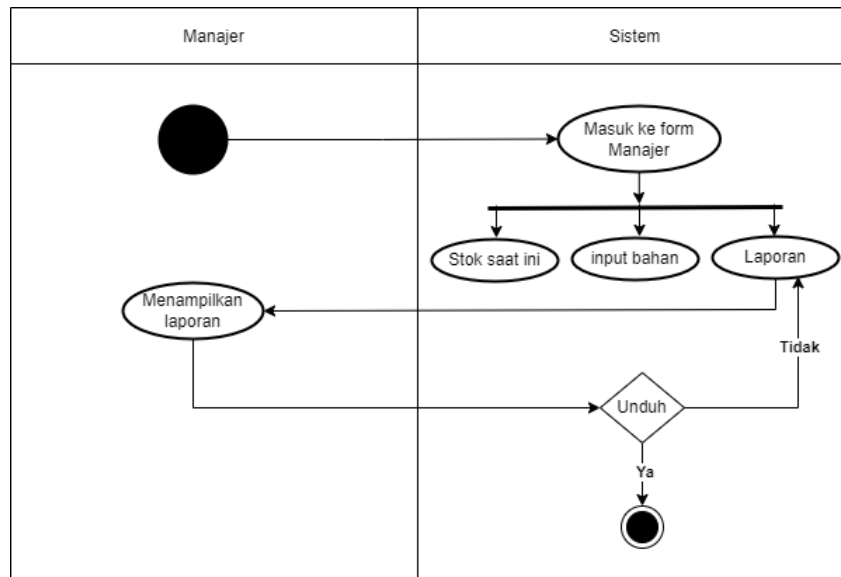 Manajer
Sistem
Masuk ke form
Manajer
Stok saat ini
input bahan
Laporan
Menampilkan
laporan
Tidak
Unduh
Ya